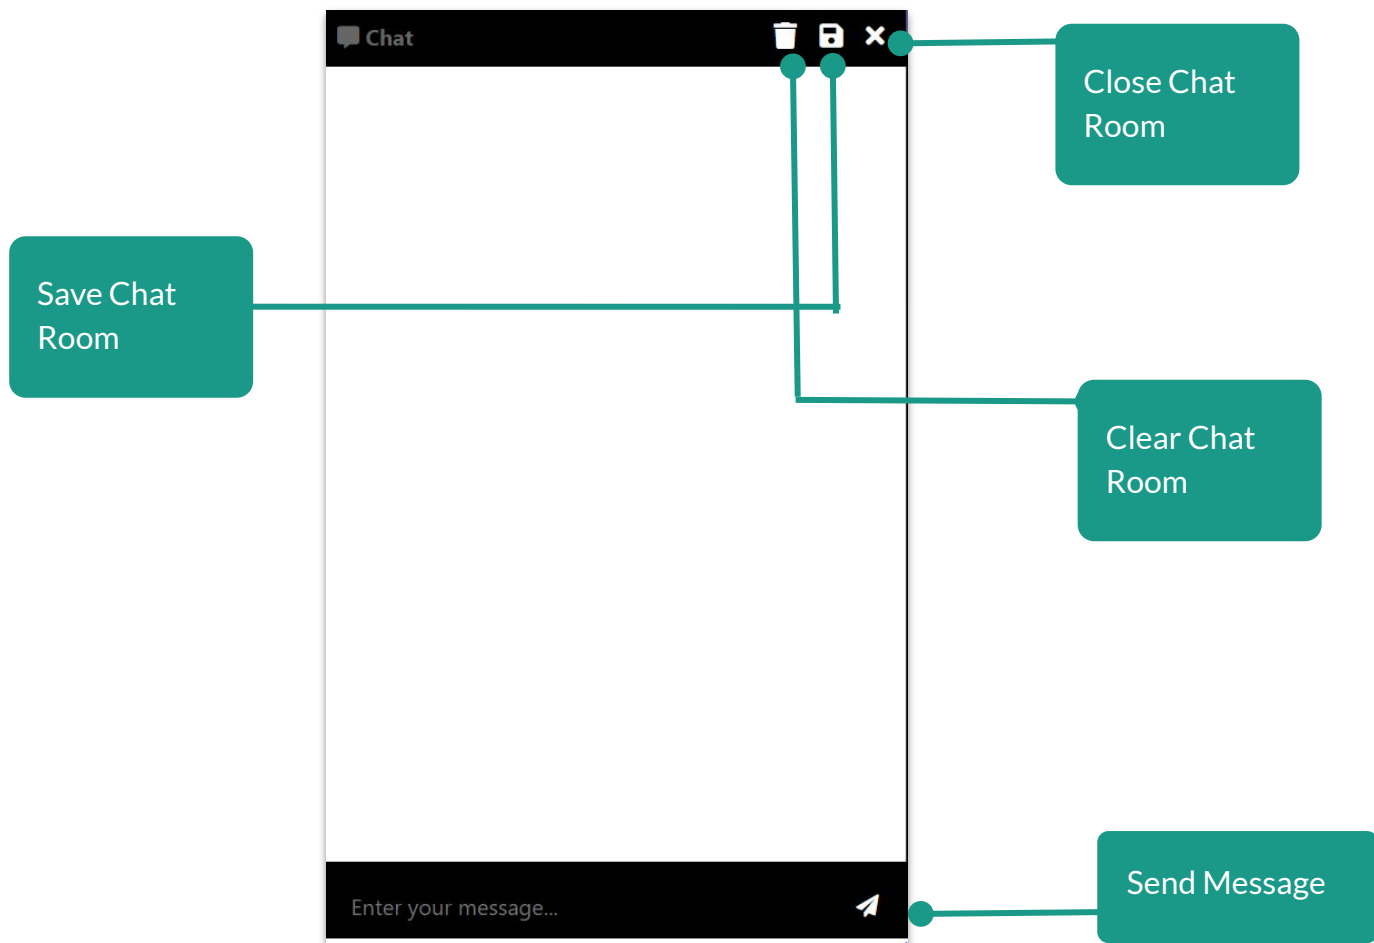 Chat
Close Chat
Room
Save Chat
Room
Clear Chat
Room
Send Message
Enter your message...